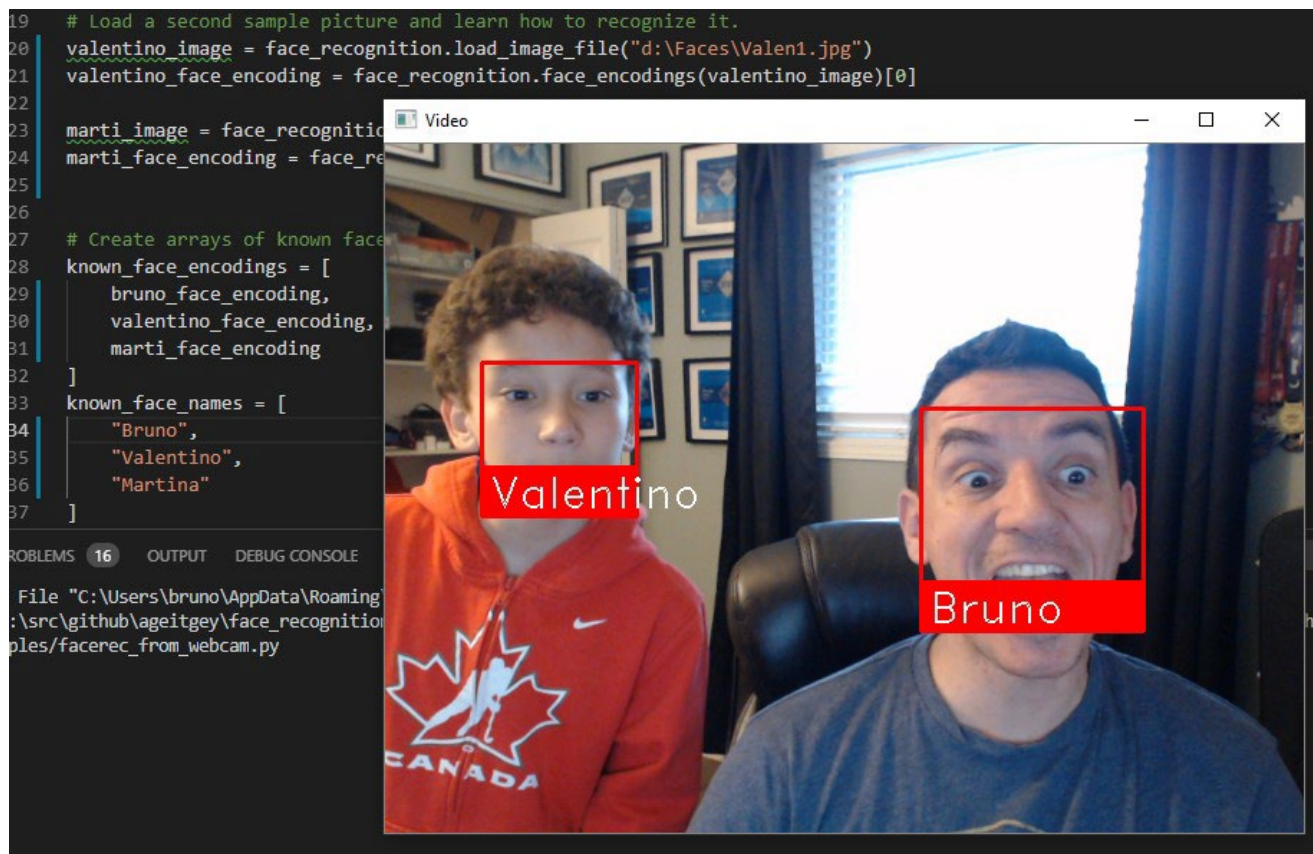 19 # Load a second sample picture and learn how to recognize it.
20 valentino_image = face_recognition.load_image_file("d:\Faces\Valen1.jpg")
21 valentino_face_encoding = face_recognition.face_encodings(valentino_image)[0]
22
23 marti_image = face_recognitio
24 marti_face_encoding = face_re
25
26
27 # Create arrays of known face
28 known_face_encodings = [
29 bruno_face_encoding,
30 valentino_face_encoding,
31 marti_face_encoding
32 ]
33 known_face_names = [
34 "Bruno",
35 "Valentino",
36 "Martina"
37 ]
ROBLEMS 16 OUTPUT DEBUG CONSOLE
File "C:\Users\bruno\AppData\Roaming
:\src\github\ageitgey\face_recognition
ples/facerec_from_webcam.py
Video
Valentino
Bruno
CANADA